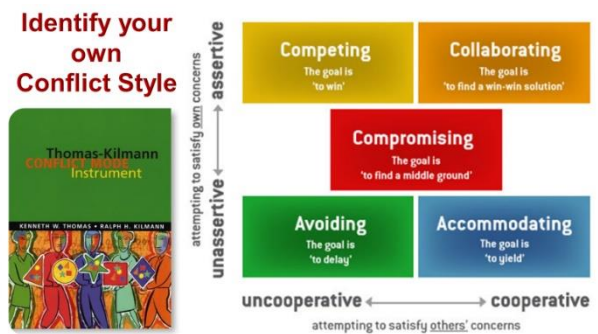 Identify your
own
Conflict Style
Thomas-Kilmann
CONFLICT MODE
Instrument
KENNETH W. THOMAS • RALPH H. KILMANN
attempting to satisfy own concerns
unassertive
assertive
Competing
The goal is
'to win'
Collaborating
The goal is
'to find a win-win solution'
Compromising
The goal is
'to find a middle ground'
Avoiding
The goal is
'to delay'
Accommodating
The goal is
'to yield'
uncooperative
cooperative
attempting to satisfy others' concerns